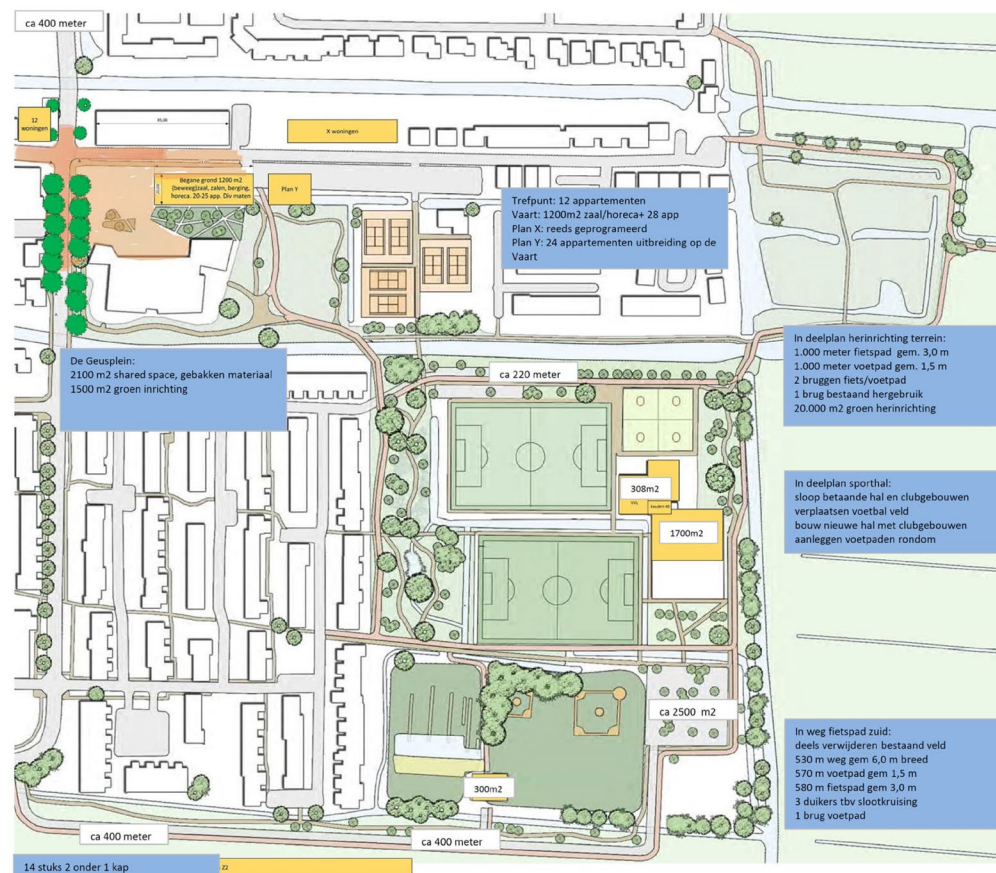 ca 400 meter
12
woningen
X woningen
Begane grond 1200 m2
(beweeg)zaal, zalen, berging,
horeca. 20-25 app. Div maten
Plan Y
Trefpunt: 12 appartementen
Vaart: 1200m2 zaal/horeca+ 28 app
Plan X: reeds geprogrameerd
Plan Y: 24 appartementen uitbreiding op de
Vaart
De Geusplein:
2100 m2 shared space, gebakken materiaal
1500 m2 groen inrichting
ca 220 meter
In deelplan herinrichting terrein:
1.000 meter fietspad gem. 3,0 m
1.000 meter voetpad gem. 1,5 m
2 bruggen fiets/voetpad
1 brug bestaand hergebruik
20.000 m2 groen herinrichting
308m2
1700m2
In deelplan sporthal:
sloop betaande hal en clubgebouwen
verplaatsen voetbal veld
bouw nieuwe hal met clubgebouwen
aanleggen voetpaden rondom
ca 2500 m2
300m2
In weg fietspad zuid:
deels verwijderen bestaand veld
530 m weg gem 6,0 m breed
570 m voetpad gem 1,5 m
580 m fietspad gem 3,0 m
3 duikers tbv slootkruising
1 brug voetpad
ca 400 meter
ca 400 meter
14 stuks 2 onder 1 kap